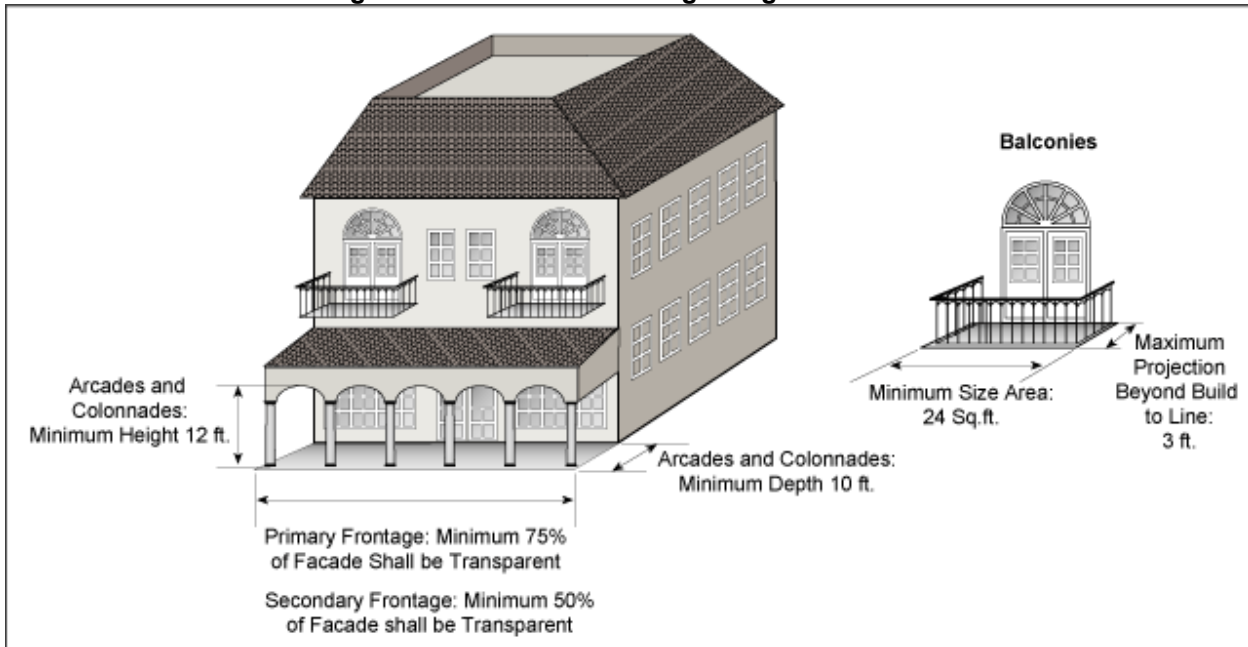 Balconies
Arcades and
Colonnades:
Minimum Height 12 ft.
Arcades and Colonnades:
Minimum Depth 10 ft.
Primary Frontage: Minimum 75%
of Facade Shall be Transparent
Secondary Frontage: Minimum 50%
of Facade shall be Transparent
Minimum Size Area:
24 Sq.ft.
Maximum
Projection
Beyond Build
to Line:
3 ft.